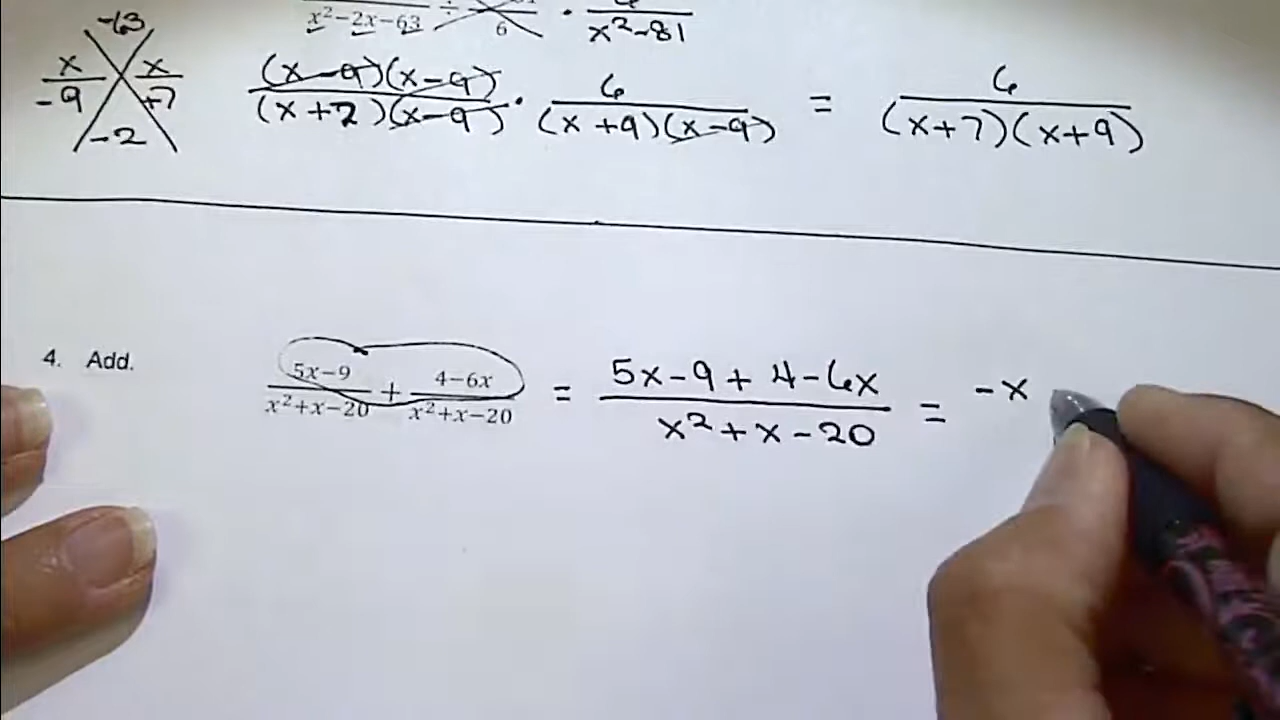 x²-2x-63 ÷ 6 · 6/(x²-81)
-63
x/-9 x/+7
-2
(x-9)(x-9)/(x+7)(x-9) · 6/(x+9)(x-9) = 6/(x+7)(x+9)
4. Add. (5x-9)/(x²+x-20) + (4-6x)/(x²+x-20) = (5x-9+4-6x)/(x²+x-20) = -x